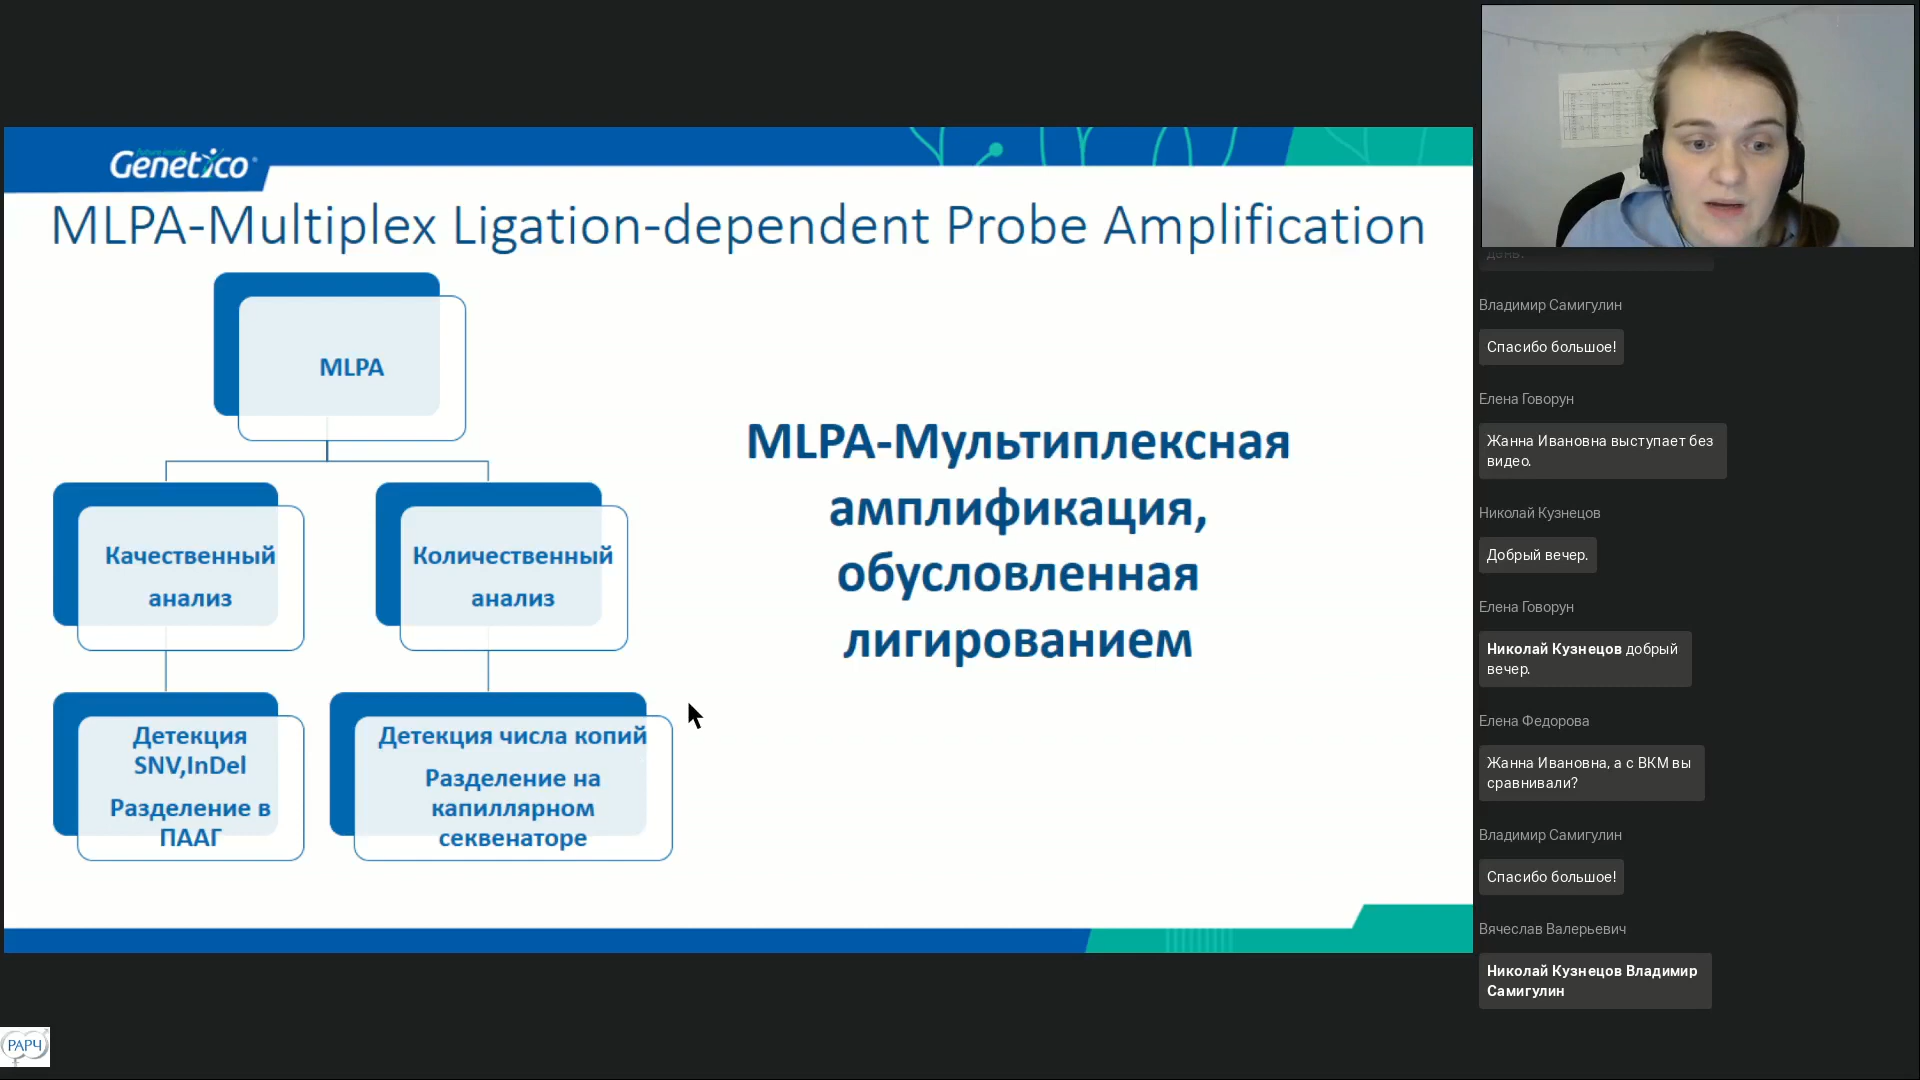 future inside
Genetico
MLPA-Multiplex Ligation-dependent Probe Amplification
MLPA
Качественный
анализ
Количественный
анализ
Детекция
SNV,InDel
Разделение в
ПААГ
Детекция числа копий
Разделение на
капиллярном
секвенаторе
MLPA-Мультиплексная
амплификация,
обусловленная
лигированием
РАРЧ
день.
Владимир Самигулин
Спасибо большое!
Елена Говорун
Жанна Ивановна выступает без
видео.
Николай Кузнецов
Добрый вечер.
Елена Говорун
Николай Кузнецов добрый
вечер.
Елена Федорова
Жанна Ивановна, а с ВКМ вы
сравнивали?
Владимир Самигулин
Спасибо большое!
Вячеслав Валерьевич
Николай Кузнецов Владимир
Самигулин